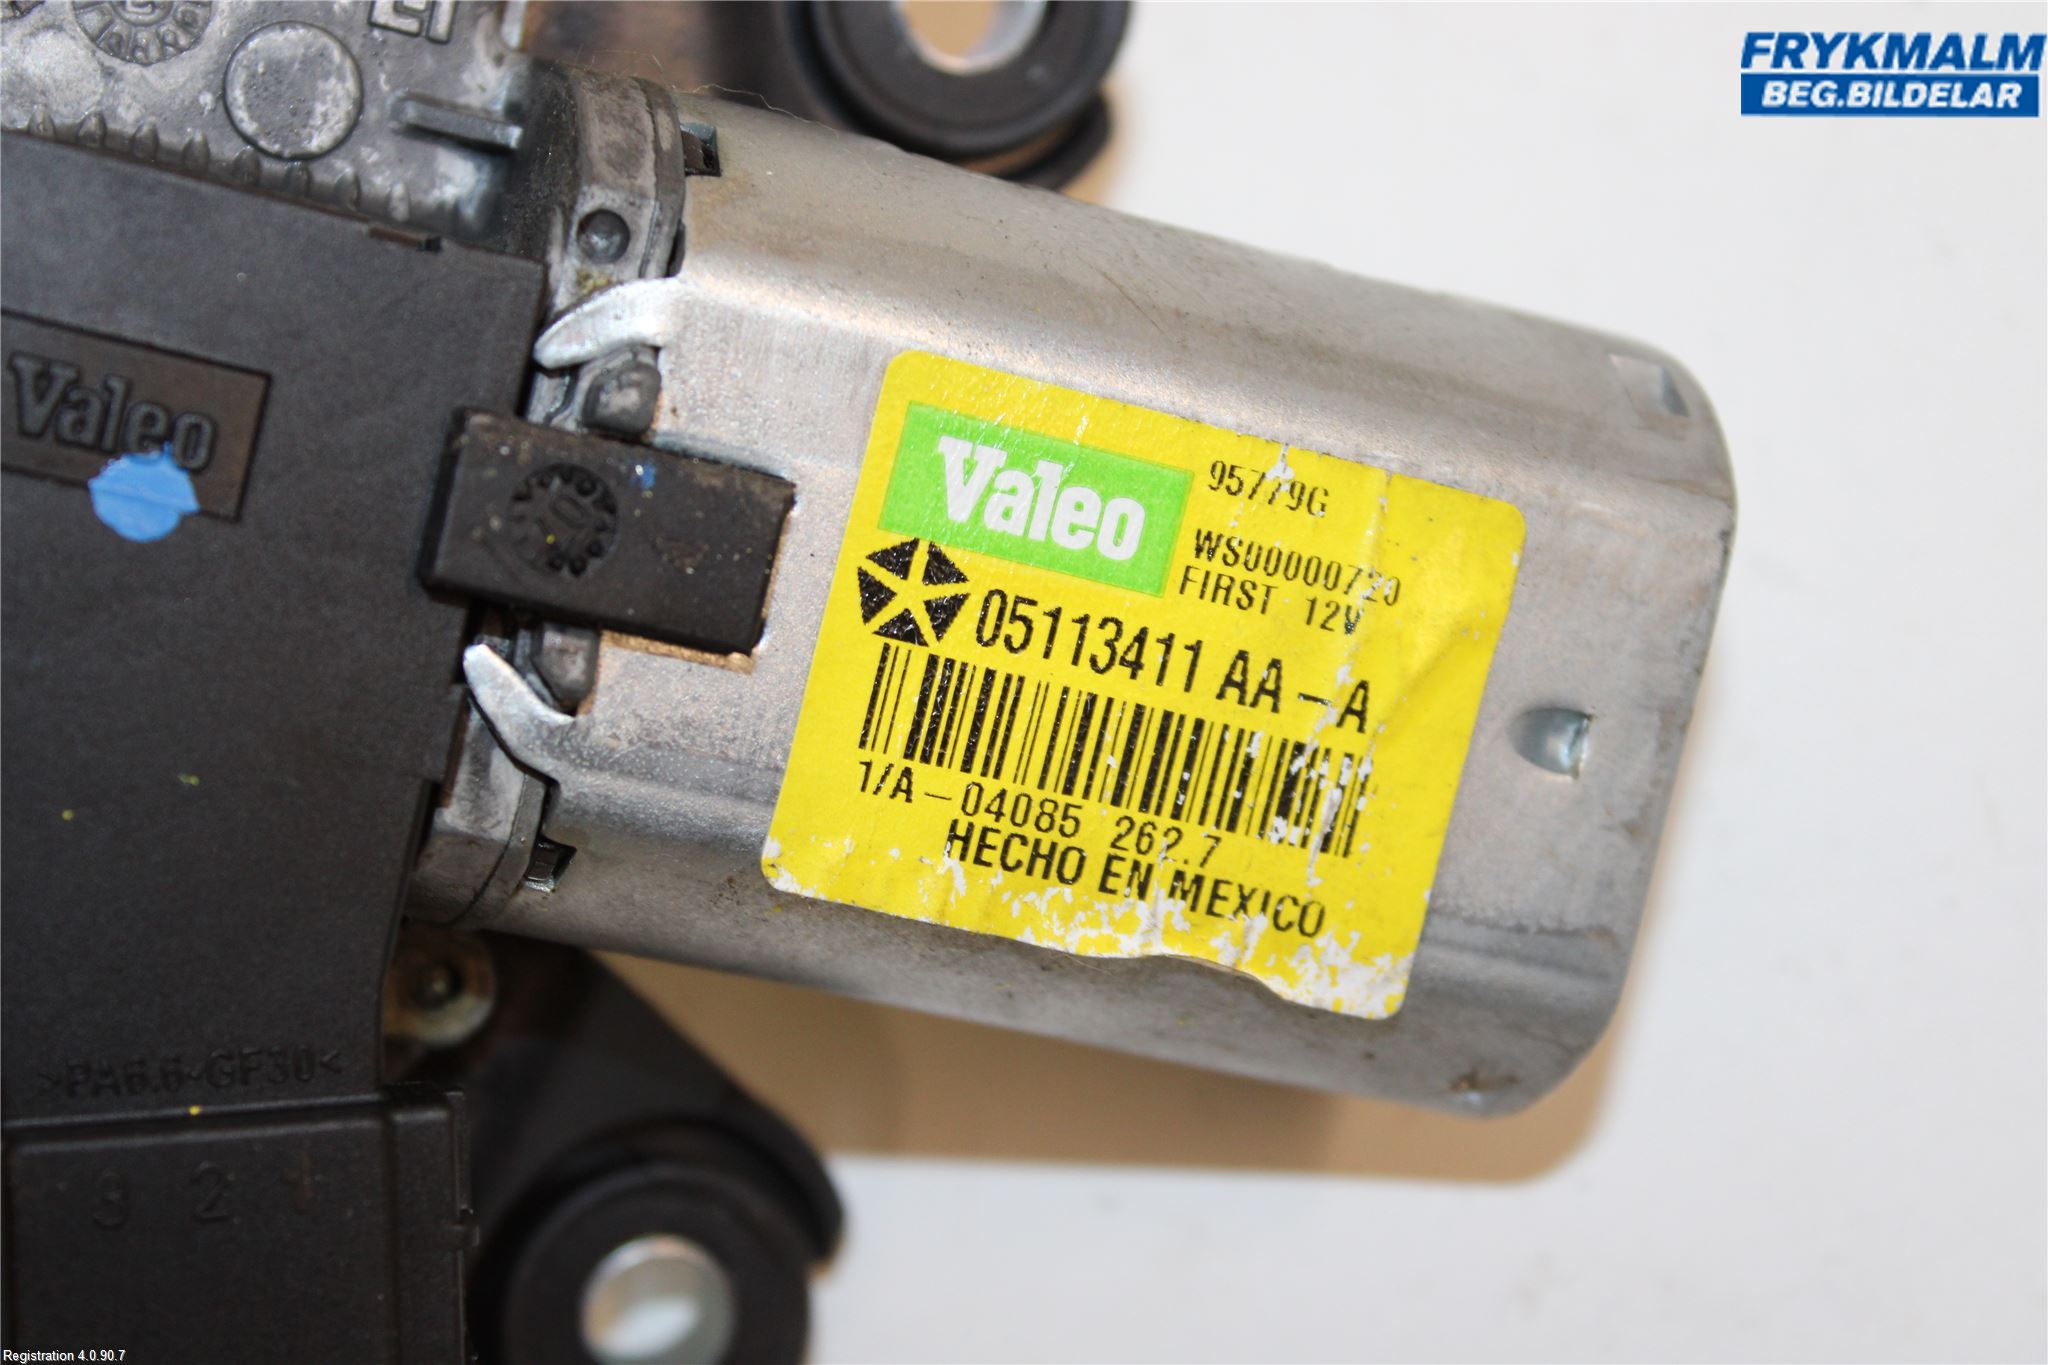 FRYKMALM
BEG.BILDELAR
EI
Valeo
Valeo
95779G
WS00000720
FIRST 12V
05113411 AA - A
1/A - 04085 262.7
HECHO EN MEXICO
>PA6.6-GF30<
3 2 1
Registration 4.0.90.7